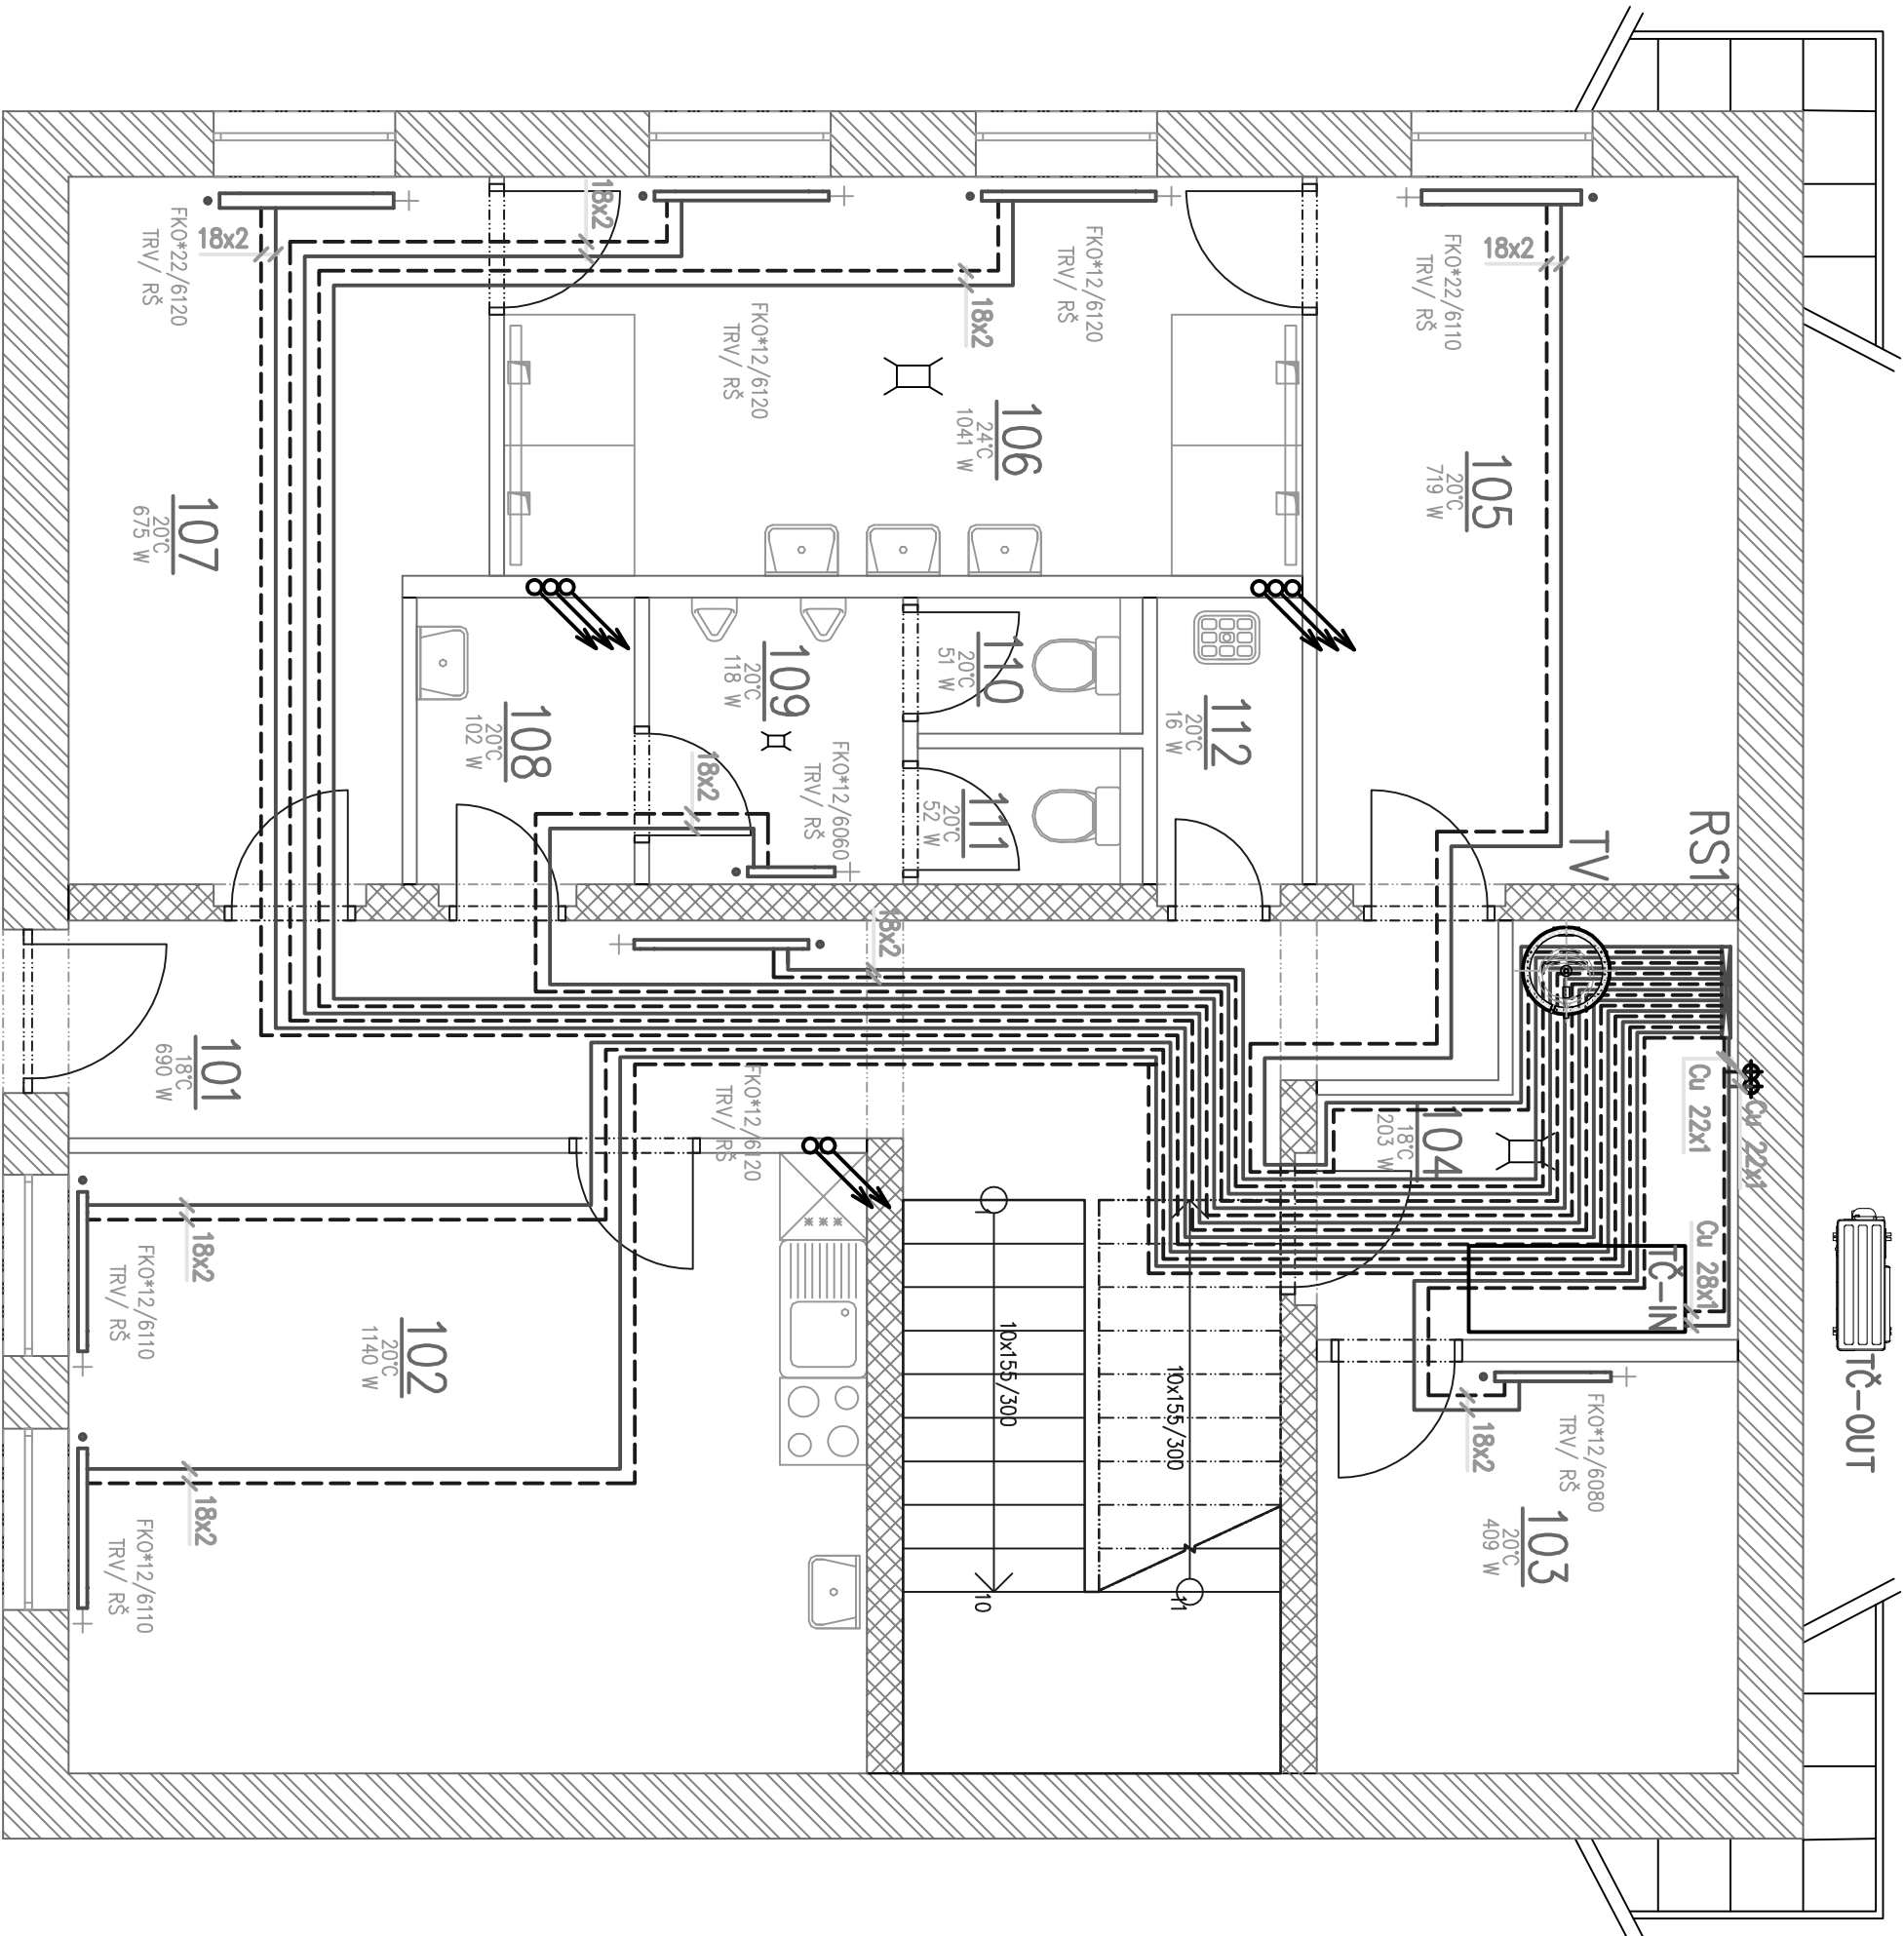 18x2
FKO*22/6120
TRV/ RŠ
18x2
FKO*12/6120
TRV/ RŠ
18x2
FKO*12/6120
TRV/ RŠ
18x2
FKO*22/6110
TRV/ RŠ
106
24°C
1041 W
105
20°C
719 W
107
20°C
675 W
109
20°C
118 W
110
20°C
51 W
108
20°C
102 W
112
20°C
16 W
18x2
FKO*12/6060
TRV/ RŠ
111
20°C
52 W
TV
RS1
18x2
101
18°C
690 W
FKO*12/6120
TRV/ RŠ
104
18°C
203 W
Cu 22x1
Cu 22x1
Cu 28x1
TČ-IN
TČ-OUT
18x2
FKO*12/6110
TRV/ RŠ
102
20°C
1140 W
10x155/300
10x155/300
18x2
FKO*12/6080
TRV/ RŠ
18x2
FKO*12/6110
TRV/ RŠ
103
20°C
409 W
1
10
11